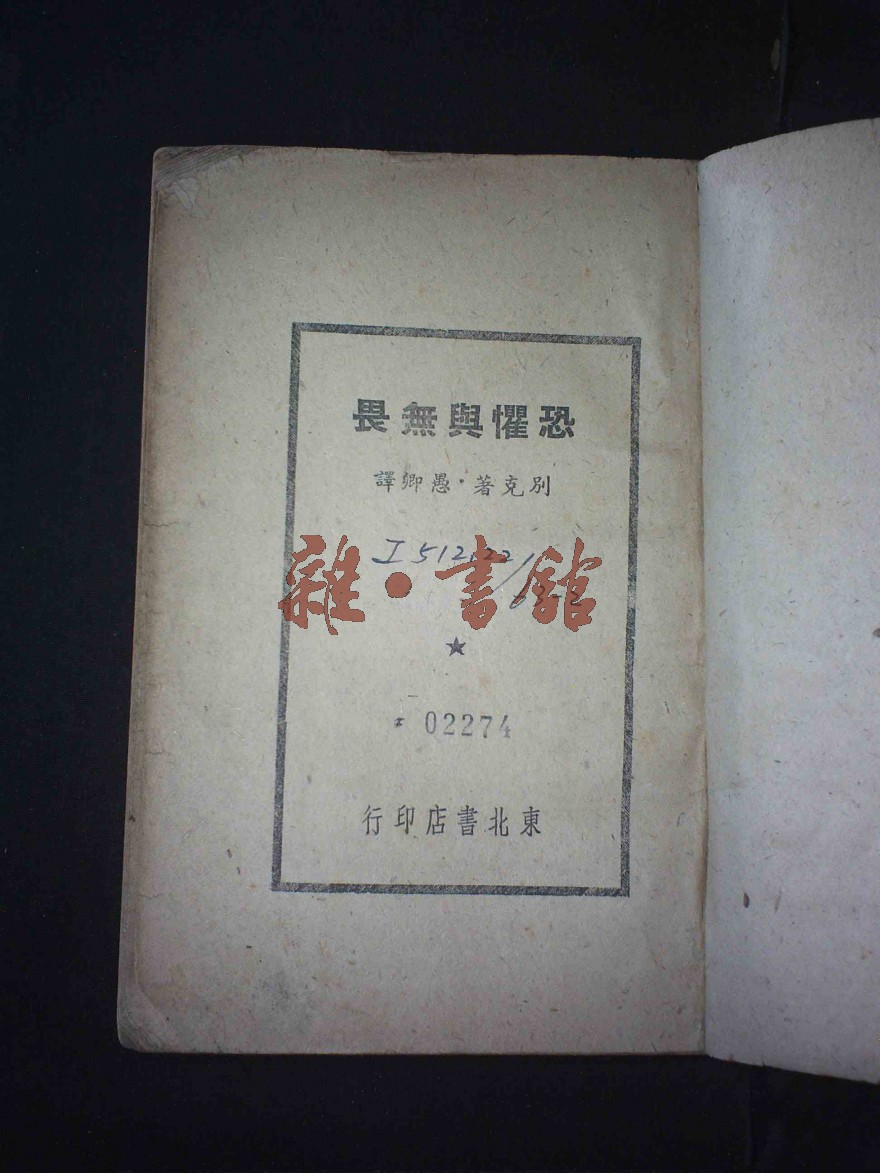 恐懼與無畏
別克著·愚卿譯
雜·書館
★
02274
東北書店印行